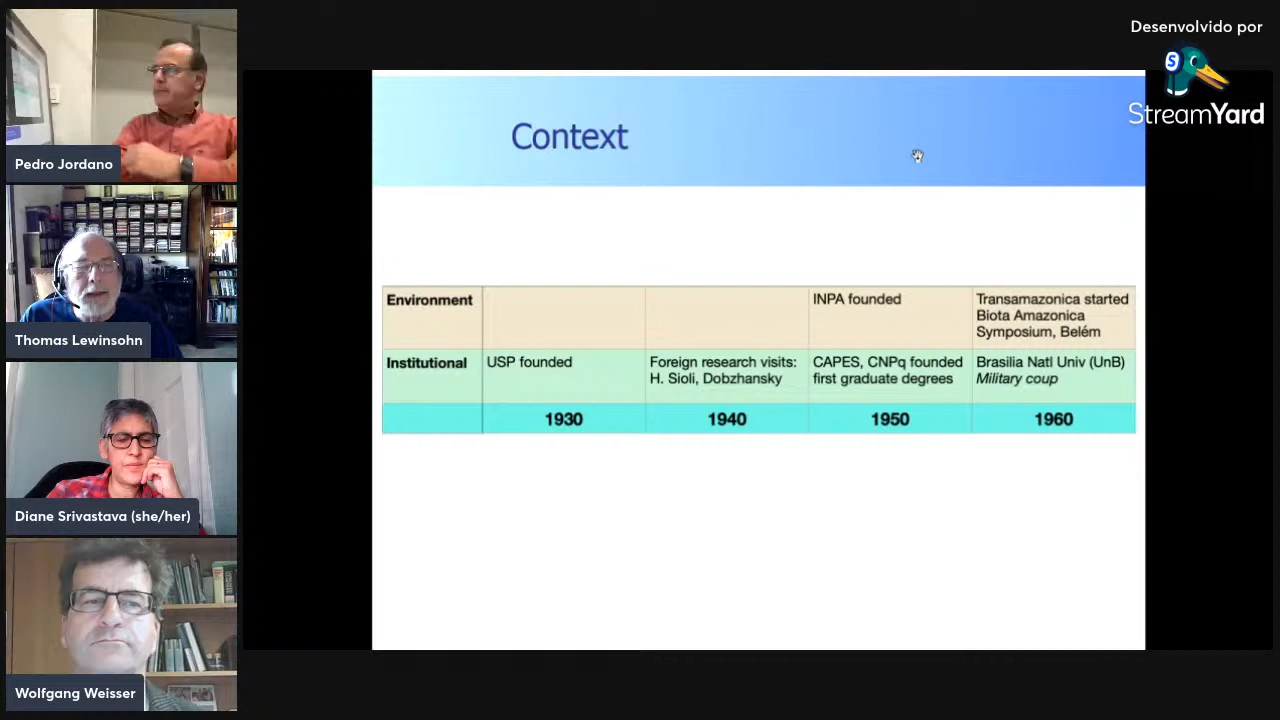 Desenvolvido por
StreamYard
Pedro Jordano
Thomas Lewinsohn
Diane Srivastava (she/her)
Wolfgang Weisser
Context
Environment
INPA founded
Transamazonica started
Biota Amazonica
Symposium, Belém
Institutional
USP founded
Foreign research visits:
H. Sioli, Dobzhansky
CAPES, CNPq founded
first graduate degrees
Brasilia Natl Univ (UnB)
Military coup
1930
1940
1950
1960